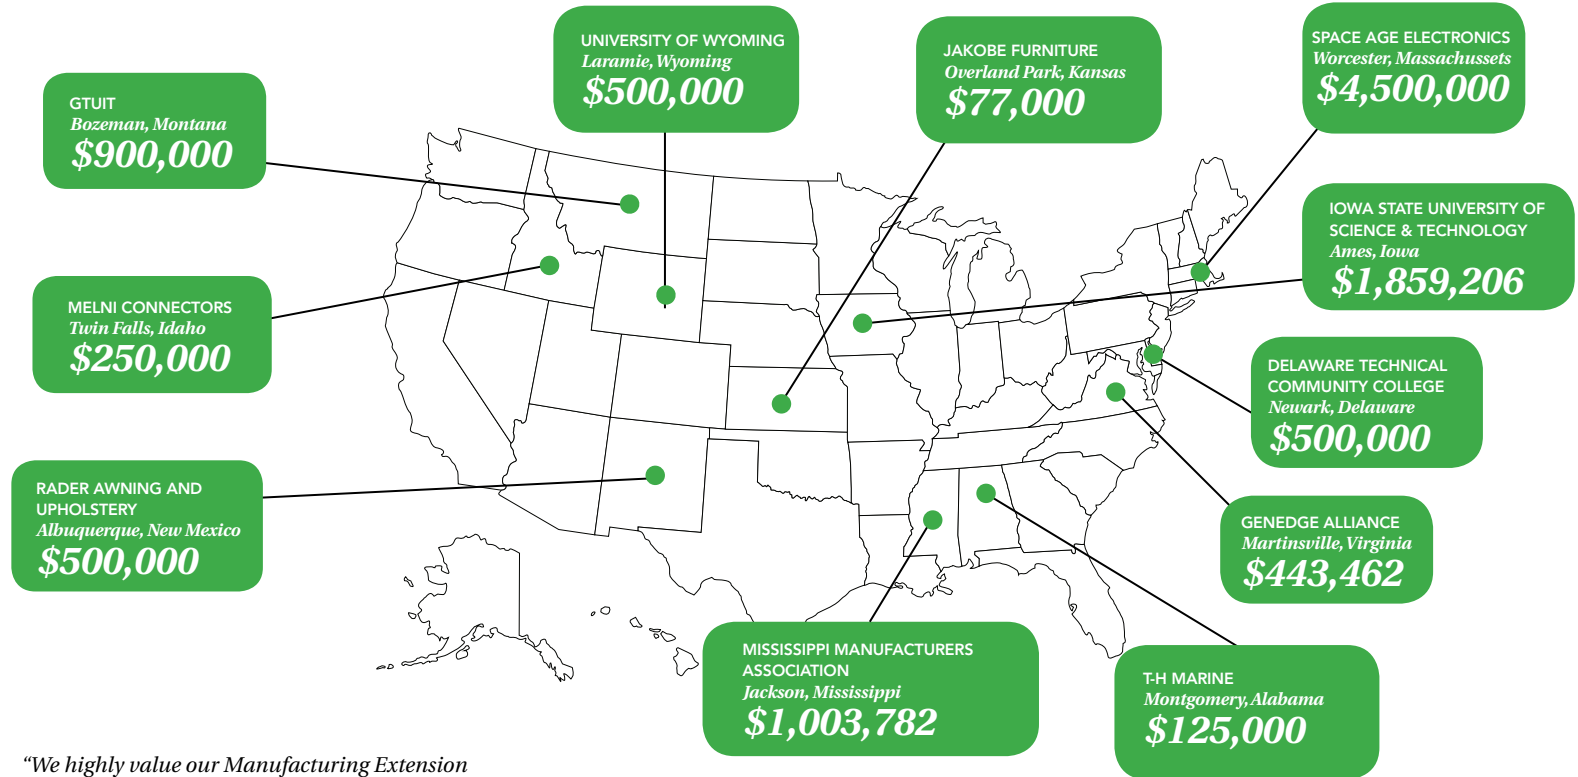 UNIVERSITY OF WYOMING
Laramie, Wyoming
$500,000
JAKOBE FURNITURE
Overland Park, Kansas
$77,000
SPACE AGE ELECTRONICS
Worcester, Massachussets
$4,500,000
GTUIT
Bozeman, Montana
$900,000
IOWA STATE UNIVERSITY OF
SCIENCE & TECHNOLOGY
Ames, Iowa
$1,859,206
MELNI CONNECTORS
Twin Falls, Idaho
$250,000
DELAWARE TECHNICAL
COMMUNITY COLLEGE
Newark, Delaware
$500,000
RADER AWNING AND
UPHOLSTERY
Albuquerque, New Mexico
$500,000
GENEDGE ALLIANCE
Martinsville, Virginia
$443,462
MISSISSIPPI MANUFACTURERS
ASSOCIATION
Jackson, Mississippi
$1,003,782
T-H MARINE
Montgomery, Alabama
$125,000
“We highly value our Manufacturing Extension